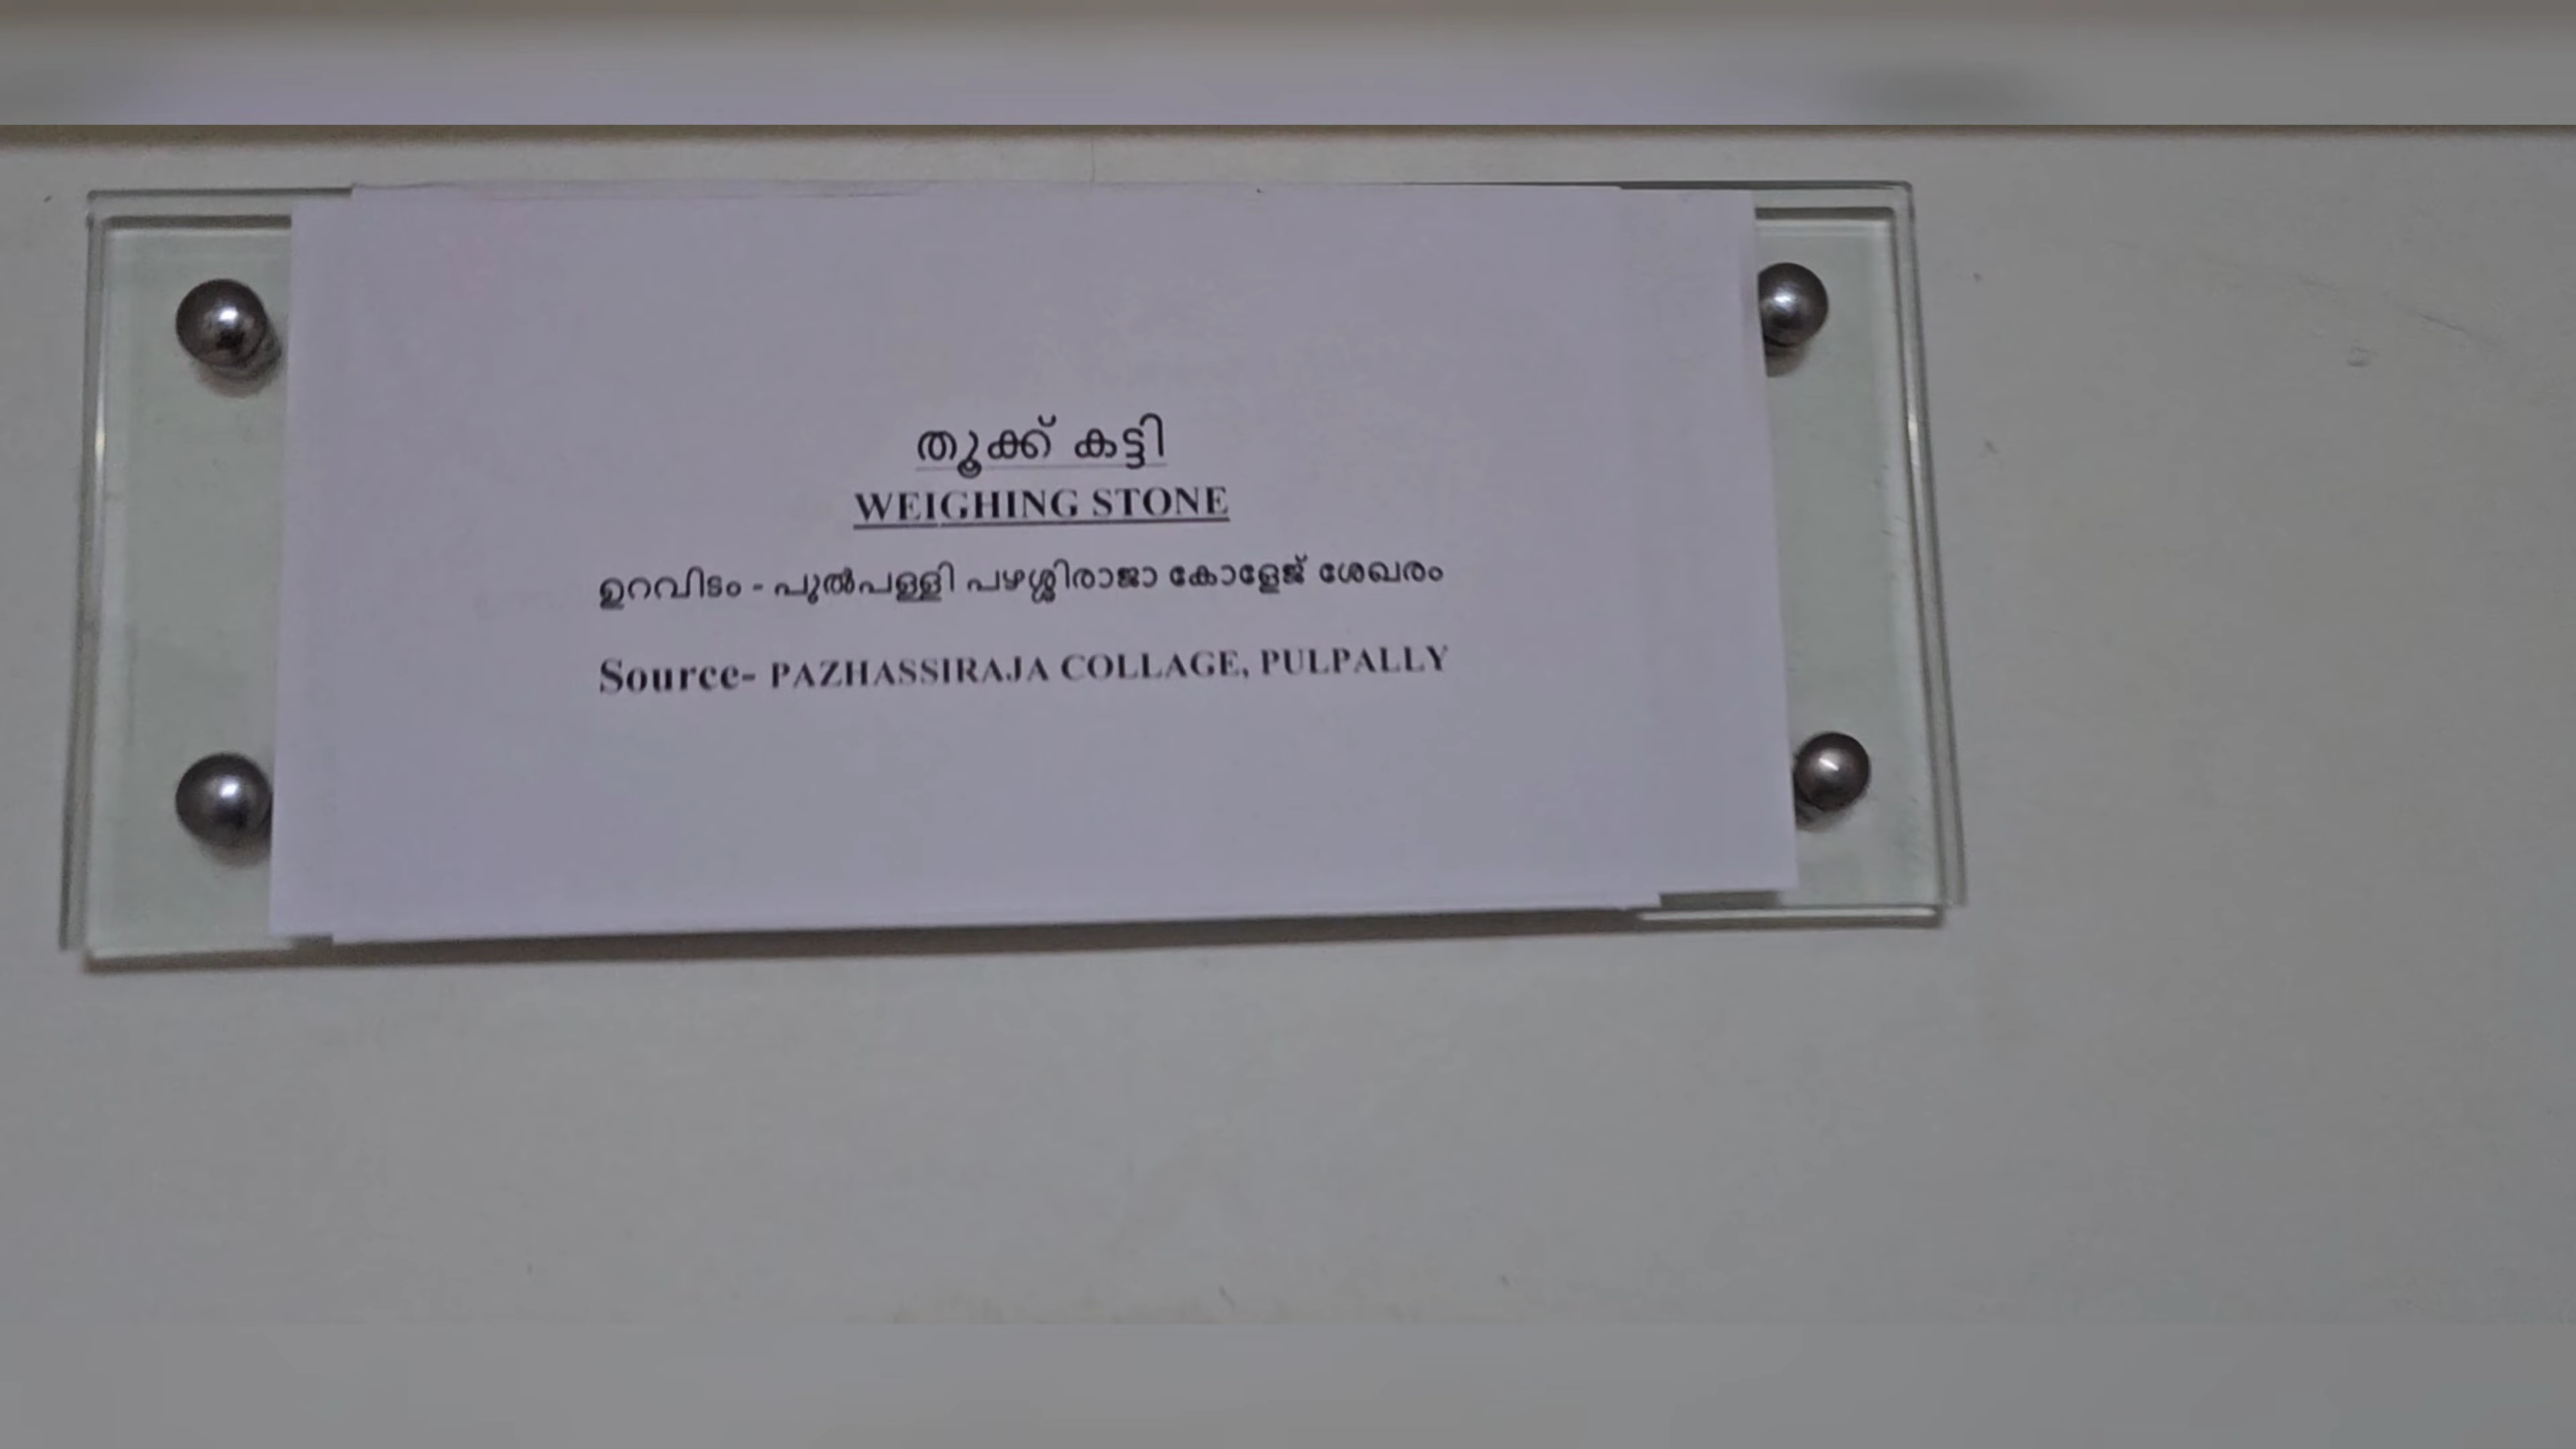 തൂക്ക് കട്ടി
WEIGHING STONE
ഉറവിടം - പുൽപള്ളി പഴശ്ശിരാജാ കോളേജ് ശേഖരം
Source- PAZHASSIRAJA COLLAGE, PULPALLY